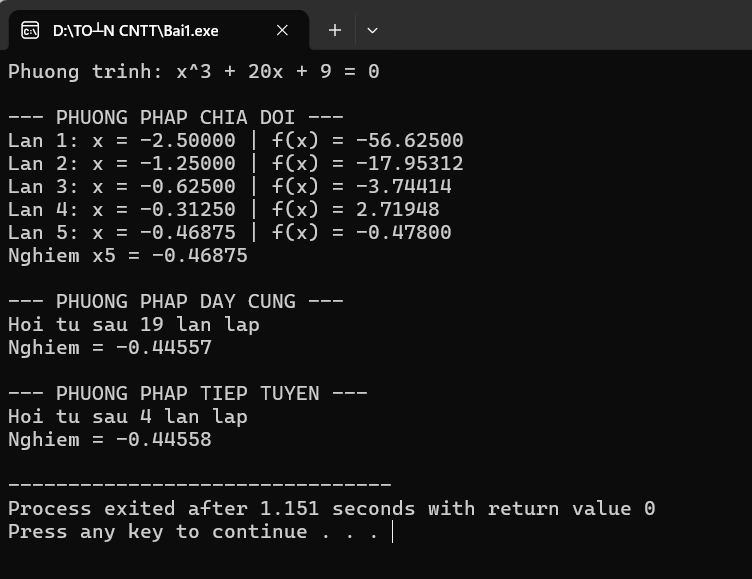 D:\TO┴N CNTT\Bai1.exe
Phuong trinh: x^3 + 20x + 9 = 0
--- PHUONG PHAP CHIA DOI ---
Lan 1: x = -2.50000 | f(x) = -56.62500
Lan 2: x = -1.25000 | f(x) = -17.95312
Lan 3: x = -0.62500 | f(x) = -3.74414
Lan 4: x = -0.31250 | f(x) = 2.71948
Lan 5: x = -0.46875 | f(x) = -0.47800
Nghiem x5 = -0.46875
--- PHUONG PHAP DAY CUNG ---
Hoi tu sau 19 lan lap
Nghiem = -0.44557
--- PHUONG PHAP TIEP TUYEN ---
Hoi tu sau 4 lan lap
Nghiem = -0.44558
--------------------------------
Process exited after 1.151 seconds with return value 0
Press any key to continue . . .